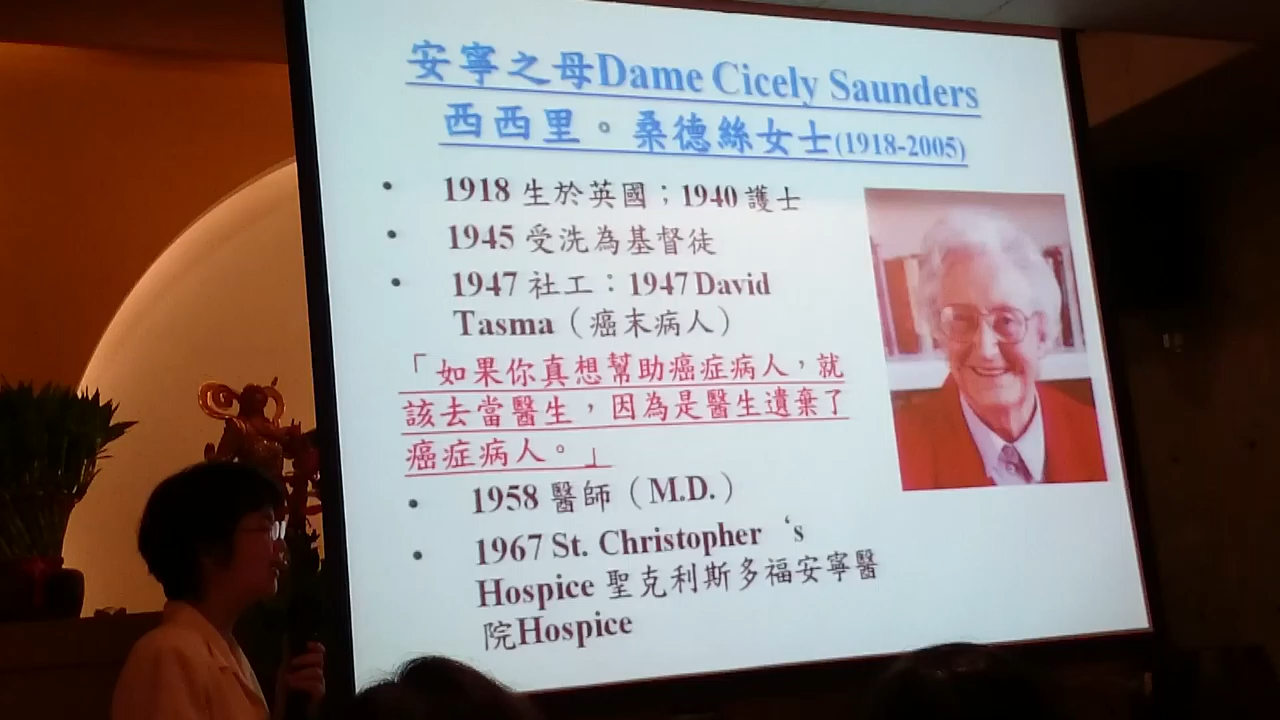 安寧之母Dame Cicely Saunders
西西里。桑德絲女士(1918-2005)
• 1918 生於英國；1940 護士
• 1945 受洗為基督徒
• 1947 社工：1947 David
Tasma（癌末病人）
「如果你真想幫助癌症病人，就
該去當醫生，因為是醫生遺棄了
癌症病人。」
• 1958 醫師（M.D.）
• 1967 St. Christopher ‘s
Hospice 聖克利斯多福安寧醫
院Hospice